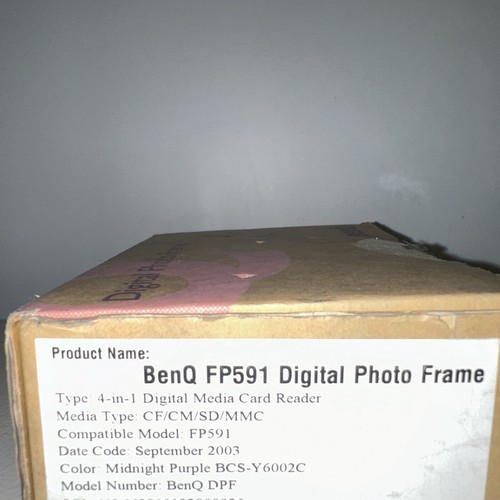 Digital Photo
Product Name:
BenQ FP591 Digital Photo Frame
Type: 4-in-1 Digital Media Card Reader
Media Type: CF/CM/SD/MMC
Compatible Model: FP591
Date Code: September 2003
Color: Midnight Purple BCS-Y6002C
Model Number: BenQ DPF